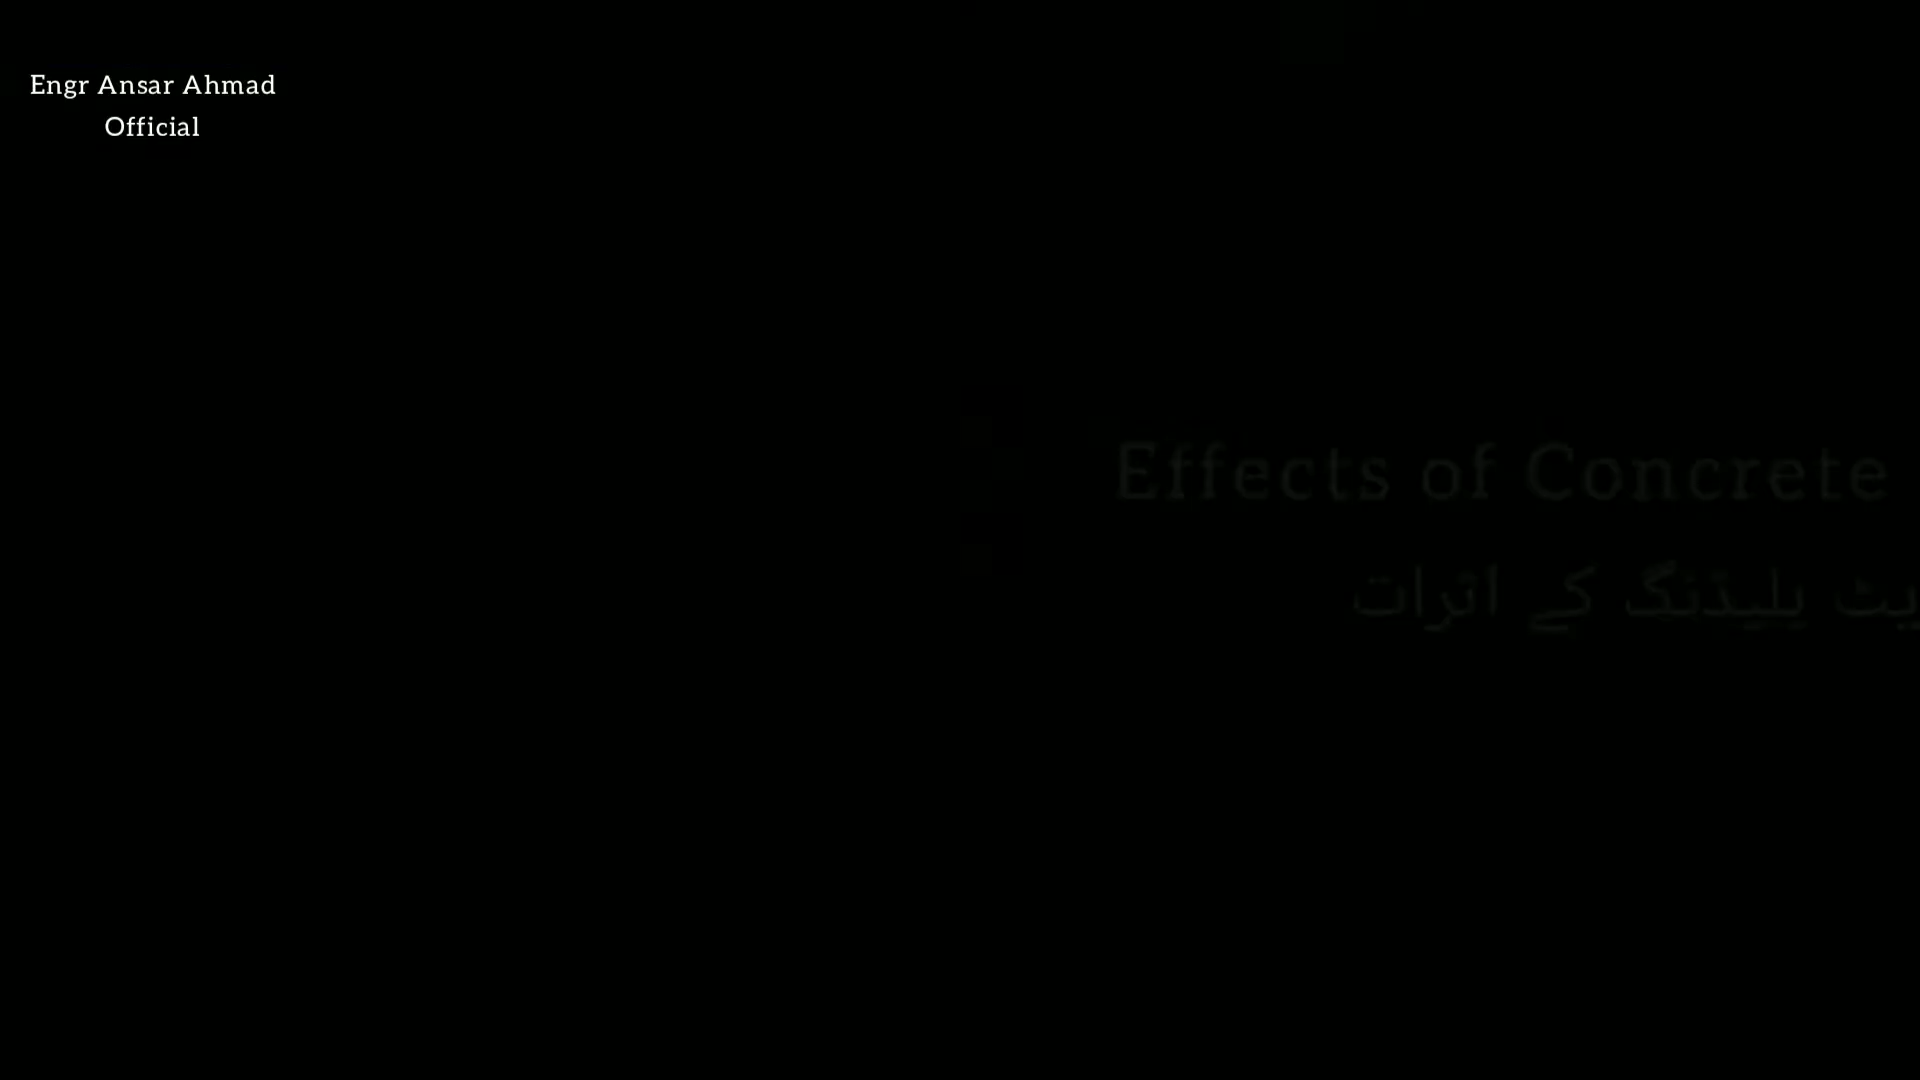 Engr Ansar Ahmad
Official
Effects of Concrete
بلیڈنگ کے اثرات